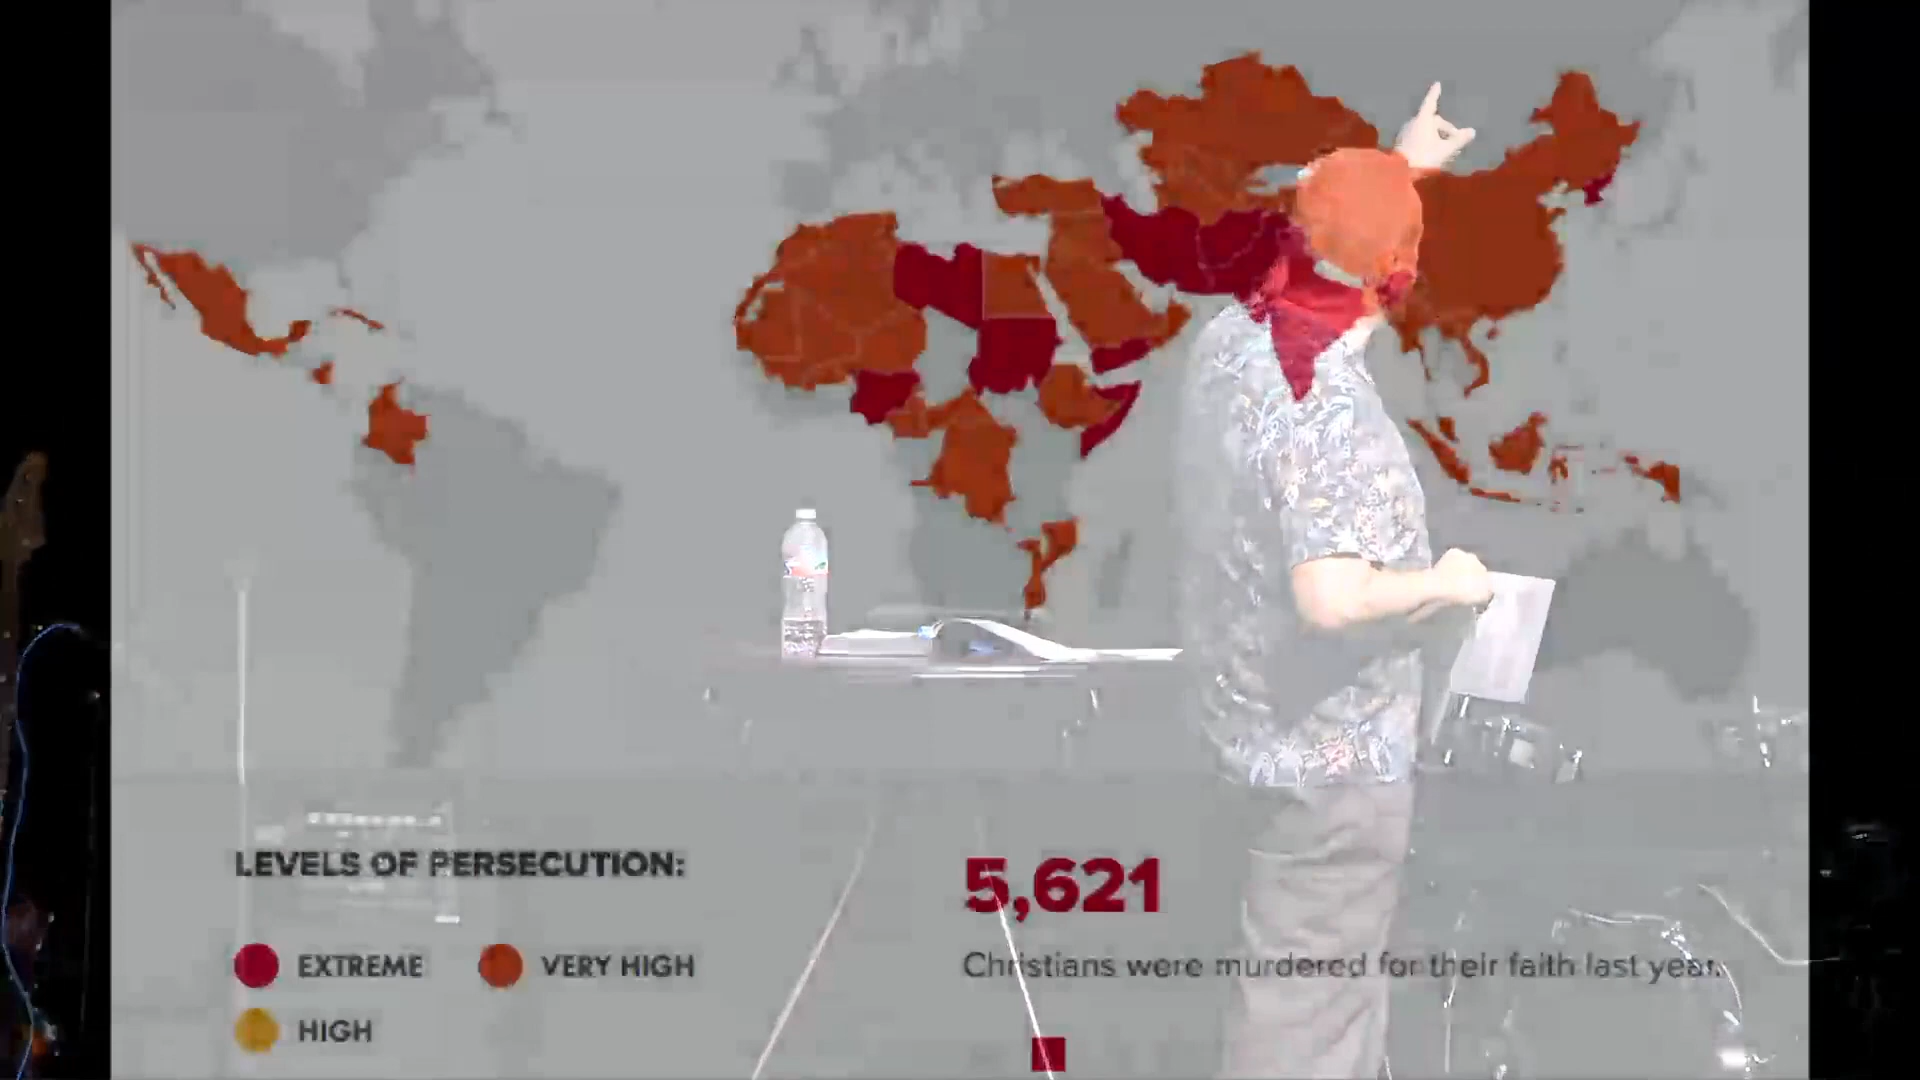 LEVELS OF PERSECUTION:
EXTREME
VERY HIGH
HIGH
5,621
Christians were murdered for their faith last year.